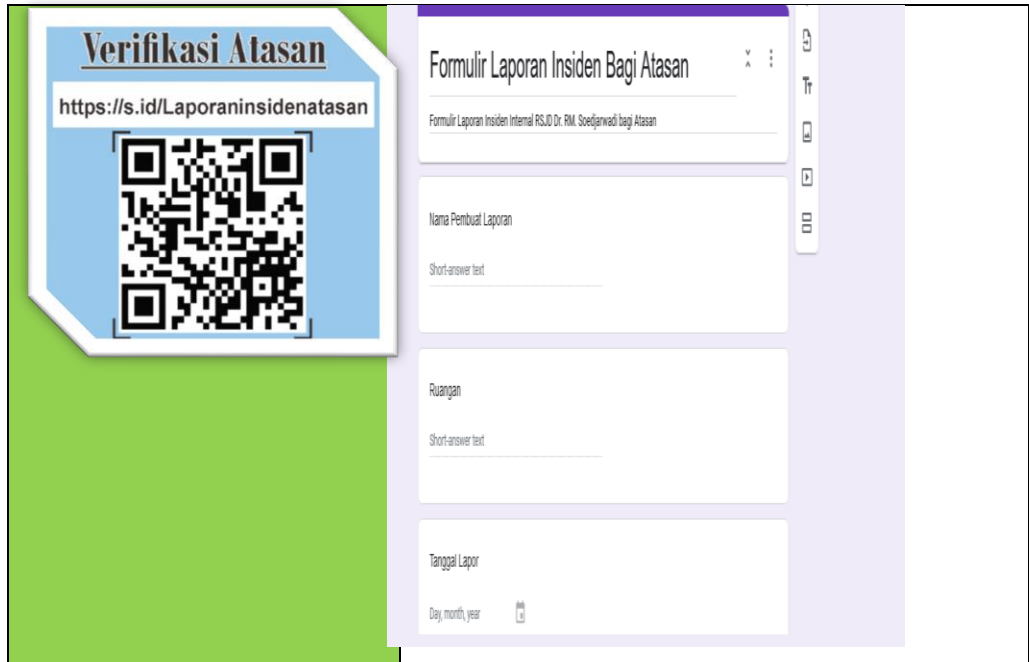 Verifikasi Atasan
https://s.id/Laporaninsidenatasan
Formulir Laporan Insiden Bagi Atasan
Formulir Laporan Insiden Internal RSJD Dr. RM. Soedjarwadi bagi Atasan
Nama Pembuat Laporan
Short-answer text
Ruangan
Short-answer text
Tanggal Lapor
Day, month, year